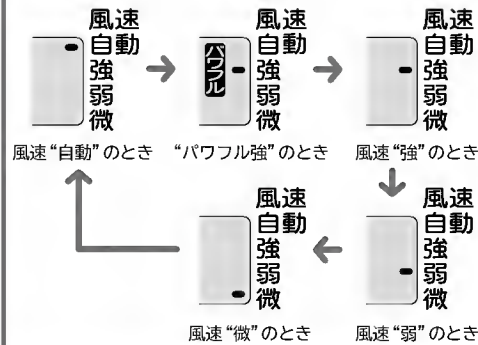 風速
自動
強
弱
微
風速“自動”のとき
風速
自動
パワフル
強
弱
微
“パワフル強”のとき
風速
自動
強
弱
微
風速“強”のとき
風速
自動
強
弱
微
風速“弱”のとき
風速
自動
強
弱
微
風速“微”のとき